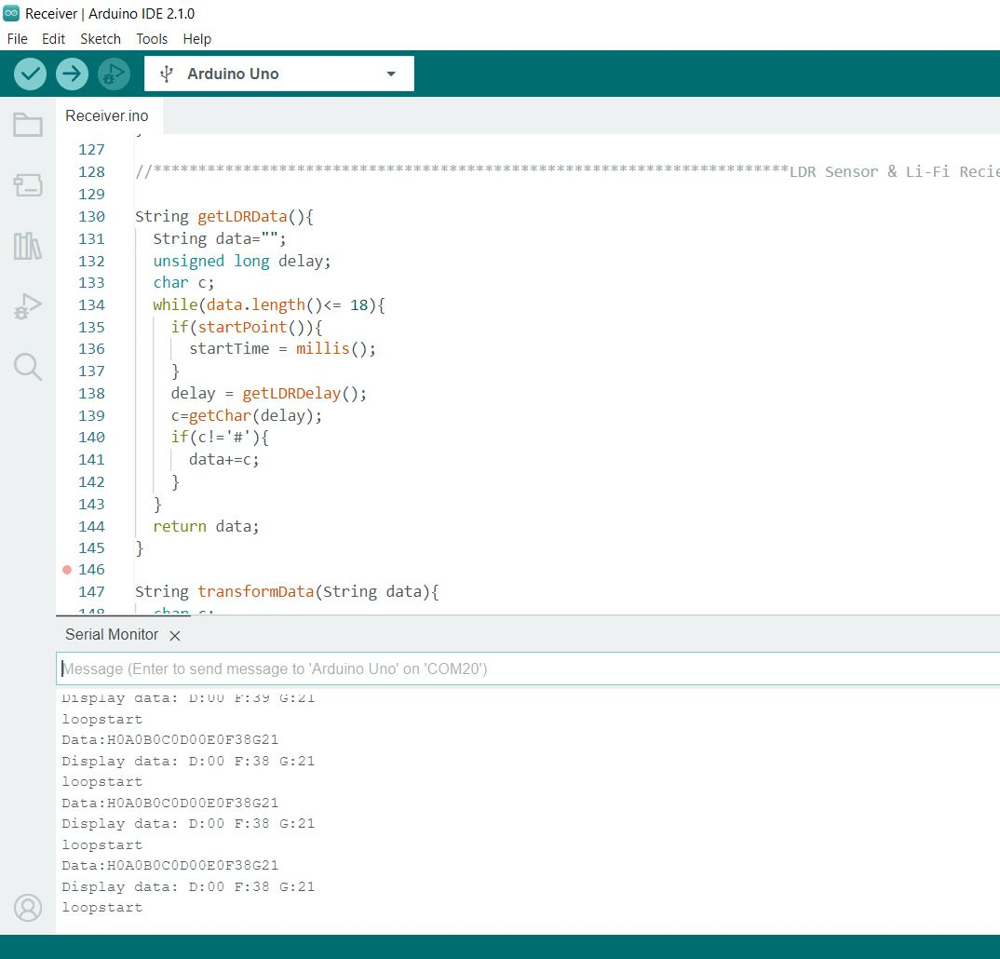 Receiver | Arduino IDE 2.1.0
File Edit Sketch Tools Help
Arduino Uno
Receiver.ino
127
128 //***********************************************************************LDR Sensor & Li-Fi Recie
129
130 String getLDRData(){
131 String data="";
132 unsigned long delay;
133 char c;
134 while(data.length()<= 18){
135 if(startPoint()){
136 startTime = millis();
137 }
138 delay = getLDRDelay();
139 c=getChar(delay);
140 if(c!='#'){
141 data+=c;
142 }
143 }
144 return data;
145 }
146
147 String transformData(String data){
148 char c;
Serial Monitor
Message (Enter to send message to 'Arduino Uno' on 'COM20')
Display data: D:00 F:39 G:21
loopstart
Data:H0A0B0C0D00E0F38G21
Display data: D:00 F:38 G:21
loopstart
Data:H0A0B0C0D00E0F38G21
Display data: D:00 F:38 G:21
loopstart
Data:H0A0B0C0D00E0F38G21
Display data: D:00 F:38 G:21
loopstart